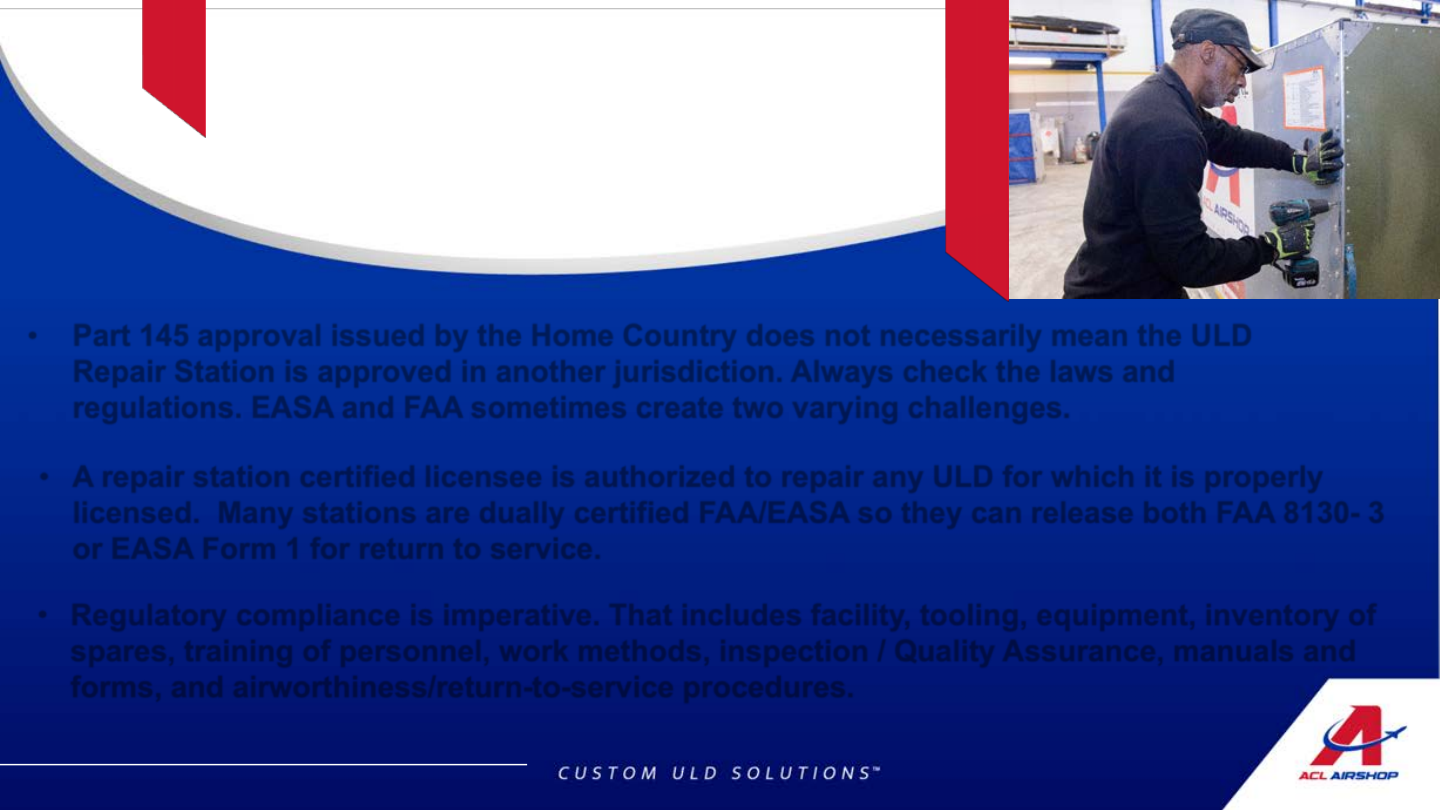 ACL AIRSHOP
• Part 145 approval issued by the Home Country does not necessarily mean the ULD
Repair Station is approved in another jurisdiction. Always check the laws and
regulations. EASA and FAA sometimes create two varying challenges.
• A repair station certified licensee is authorized to repair any ULD for which it is properly
licensed. Many stations are dually certified FAA/EASA so they can release both FAA 8130- 3
or EASA Form 1 for return to service.
• Regulatory compliance is imperative. That includes facility, tooling, equipment, inventory of
spares, training of personnel, work methods, inspection / Quality Assurance, manuals and
forms, and airworthiness/return-to-service procedures.
CUSTOM ULD SOLUTIONS™
ACL AIRSHOP